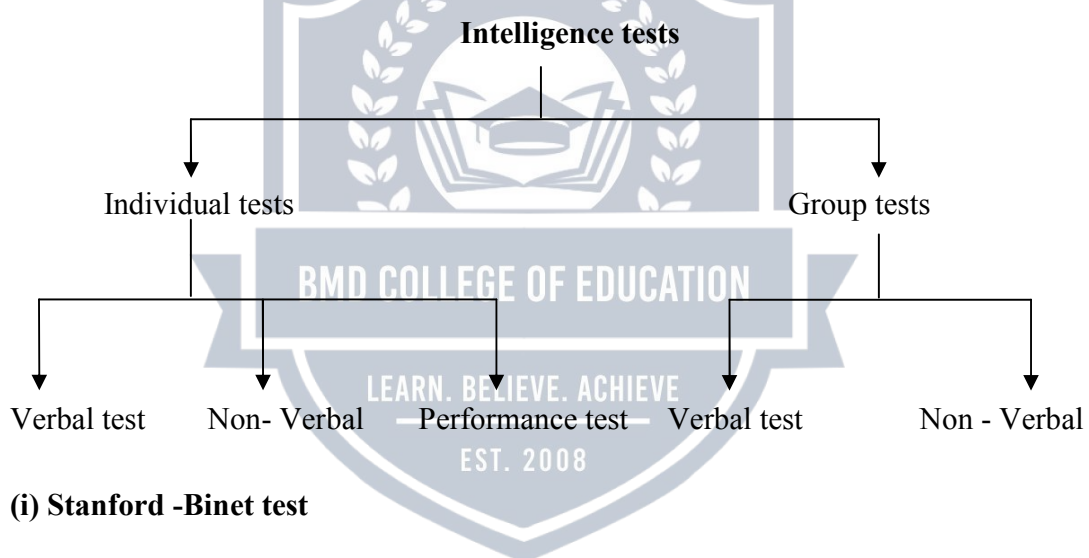 Intelligence tests
Individual tests Group tests
BMD COLLEGE OF EDUCATION
LEARN. BELIEVE. ACHIEVE
Verbal test Non- Verbal Performance test Verbal test Non - Verbal
EST. 2008
(i) Stanford -Binet test